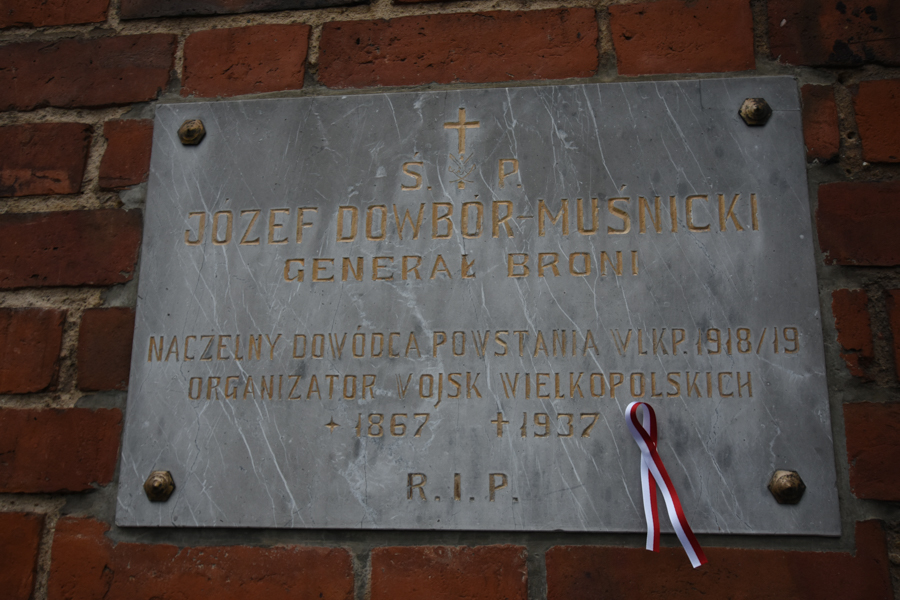 Ś. P.
JÓZEF DOWBÓR-MUŚNICKI
GENERAŁ BRONI
NACZELNY DOWÓDCA POWSTANIA WLKP. 1918/19
ORGANIZATOR WOJSK WIELKOPOLSKICH
1867 1937
R.I.P.